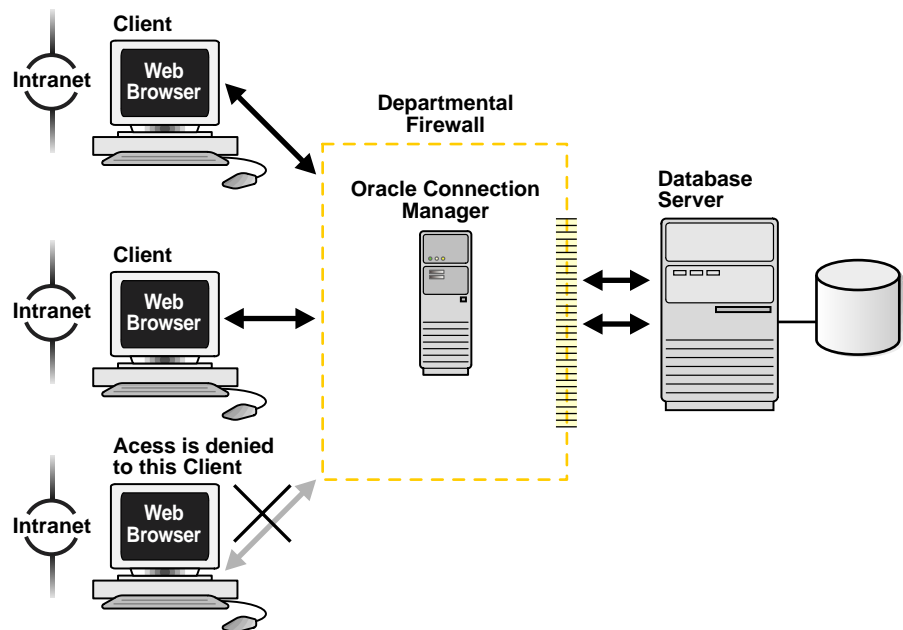 Client
Intranet
Web
Browser
Departmental
Firewall
Oracle Connection
Manager
Database
Server
Client
Intranet
Web
Browser
Acess is denied
to this Client
Intranet
Web
Browser